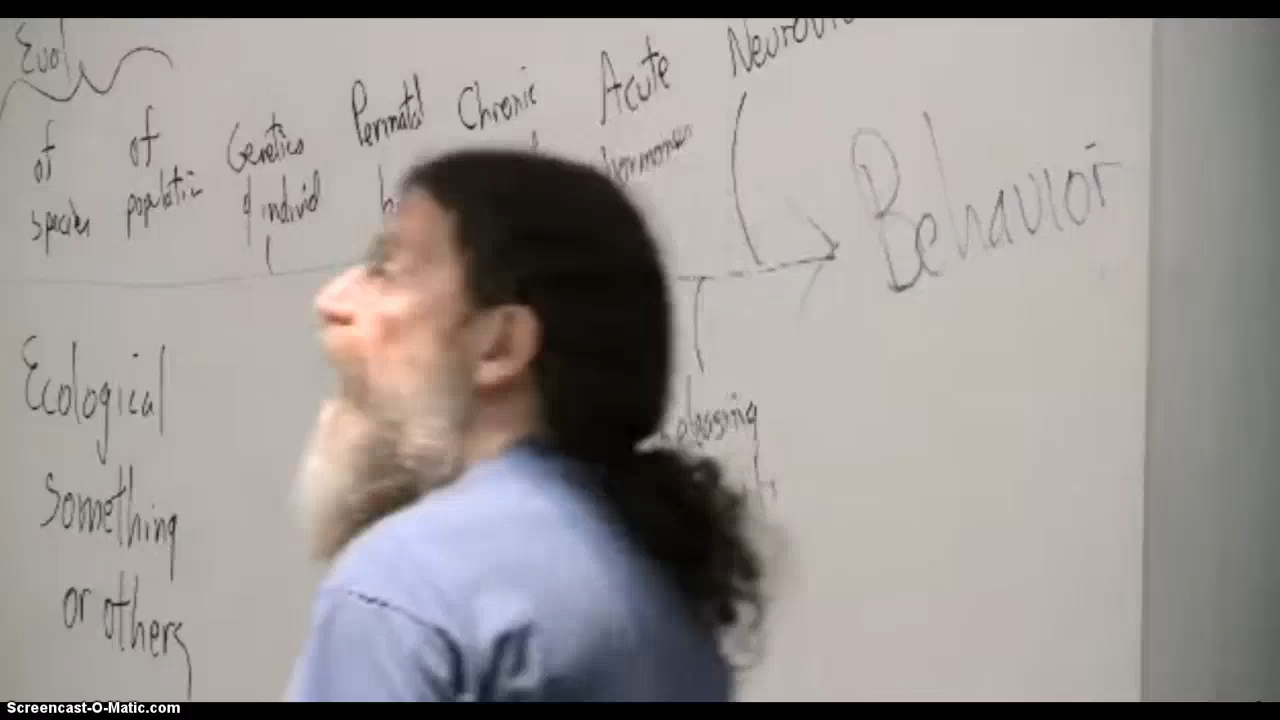 Evol
of of Genetics Perinatal Chronic Acute
species population of individ hormones
Behavior
Ecological
something
or others
Screencast-O-Matic.com